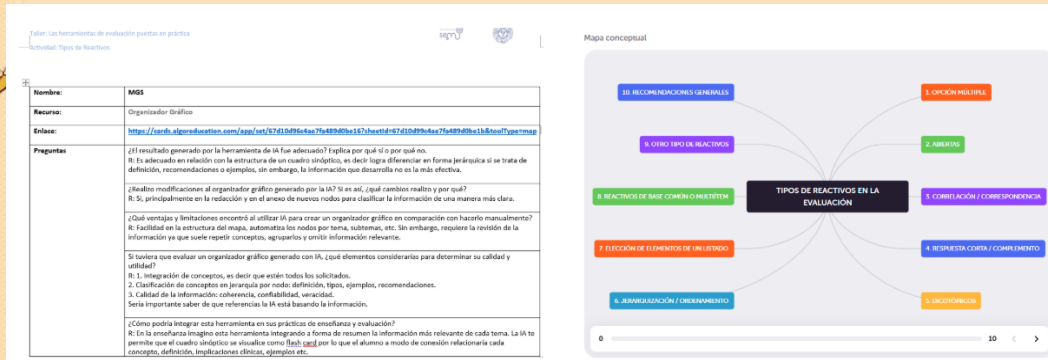 Taller: Las herramientas de evaluación puestas en práctica
Actividad: Tipos de Reactivos
Nombre: MGS
Recurso: Organizador Gráfico
Enlace: https://cards.algoreducation.com/app/set/67d10d96e4ae7fa489d0be16?sheetId=67d10d99e4ae7fa489d0be1b&toolType=map
Preguntas
¿El resultado generado por la herramienta de IA fue adecuado? Explica por qué sí o por qué no.
R: Es adecuado en relación con la estructura de un cuadro sinóptico, es decir logra diferenciar en forma jerárquica si se trata de
definición, recomendaciones o ejemplos, sin embargo, la información que desarrolla no es la más efectiva.
¿Realizo modificaciones al organizador gráfico generado por la IA? Si es así, ¿qué cambios realizo y por qué?
R: Si, principalmente en la redacción y en el anexo de nuevos nodos para clasificar la información de una manera más clara.
¿Qué ventajas y limitaciones encontró al utilizar IA para crear un organizador gráfico en comparación con hacerlo manualmente?
R: Facilidad en la estructura del mapa, automatiza los nodos por tema, subtemas, etc. Sin embargo, requiere la revisión de la
información ya que suele repetir conceptos, agruparlos y omitir información relevante.
Si tuviera que evaluar un organizador gráfico generado con IA, ¿qué elementos considerarías para determinar su calidad y
utilidad?
R: 1. Integración de conceptos, es decir que estén todos los solicitados.
2. Clasificación de conceptos en jerarquía por nodo: definición, tipos, ejemplos, recomendaciones.
3. Calidad de la información: coherencia, confiabilidad, veracidad.
Sería importante saber de que referencias la IA está basando la información.
¿Cómo podría integrar esta herramienta en sus prácticas de enseñanza y evaluación?
R: En la enseñanza imagino esta herramienta integrando a forma de resumen la información más relevante de cada tema. La IA te
permite que el cuadro sinóptico se visualice como flash card por lo que el alumno a modo de conexión relacionaría cada
concepto, definición, implicaciones clínicas, ejemplos etc.
Mapa conceptual
TIPOS DE REACTIVOS EN LA
EVALUACIÓN
1. OPCIÓN MÚLTIPLE
2. ABIERTAS
3. CORRELACIÓN / CORRESPONDENCIA
4. RESPUESTA CORTA / COMPLEMENTO
5. DICOTÓMICOS
6. JERARQUIZACIÓN / ORDENAMIENTO
7. ELECCIÓN DE ELEMENTOS DE UN LISTADO
8. REACTIVOS DE BASE COMÚN O MULTIÍTEM
9. OTRO TIPO DE REACTIVOS
10. RECOMENDACIONES GENERALES
0 10